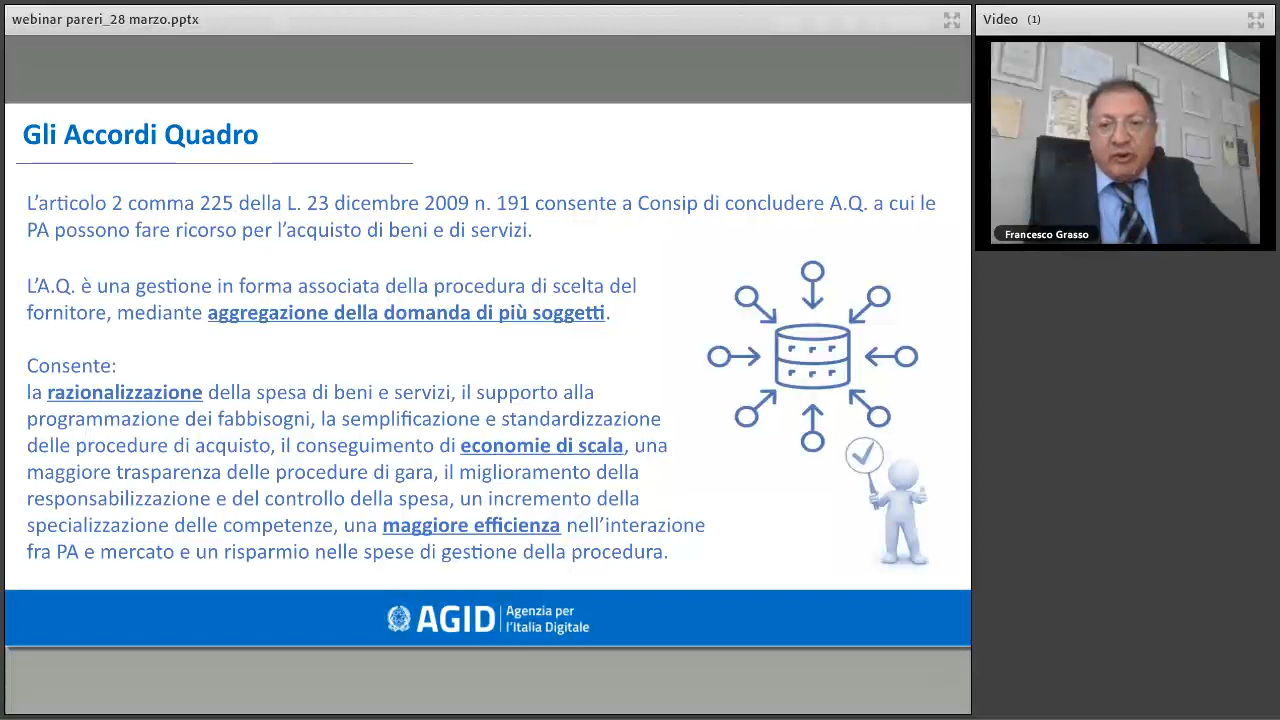 webinar pareri_28 marzo.pptx
Video (1)
Gli Accordi Quadro
L'articolo 2 comma 225 della L. 23 dicembre 2009 n. 191 consente a Consip di concludere A.Q. a cui le
PA possono fare ricorso per l'acquisto di beni e di servizi.
L'A.Q. è una gestione in forma associata della procedura di scelta del
fornitore, mediante aggregazione della domanda di più soggetti.
Consente:
la razionalizzazione della spesa di beni e servizi, il supporto alla
programmazione dei fabbisogni, la semplificazione e standardizzazione
delle procedure di acquisto, il conseguimento di economie di scala, una
maggiore trasparenza delle procedure di gara, il miglioramento della
responsabilizzazione e del controllo della spesa, un incremento della
specializzazione delle competenze, una maggiore efficienza nell'interazione
fra PA e mercato e un risparmio nelle spese di gestione della procedura.
AGID
Agenzia per
l'Italia Digitale
Francesco Grasso